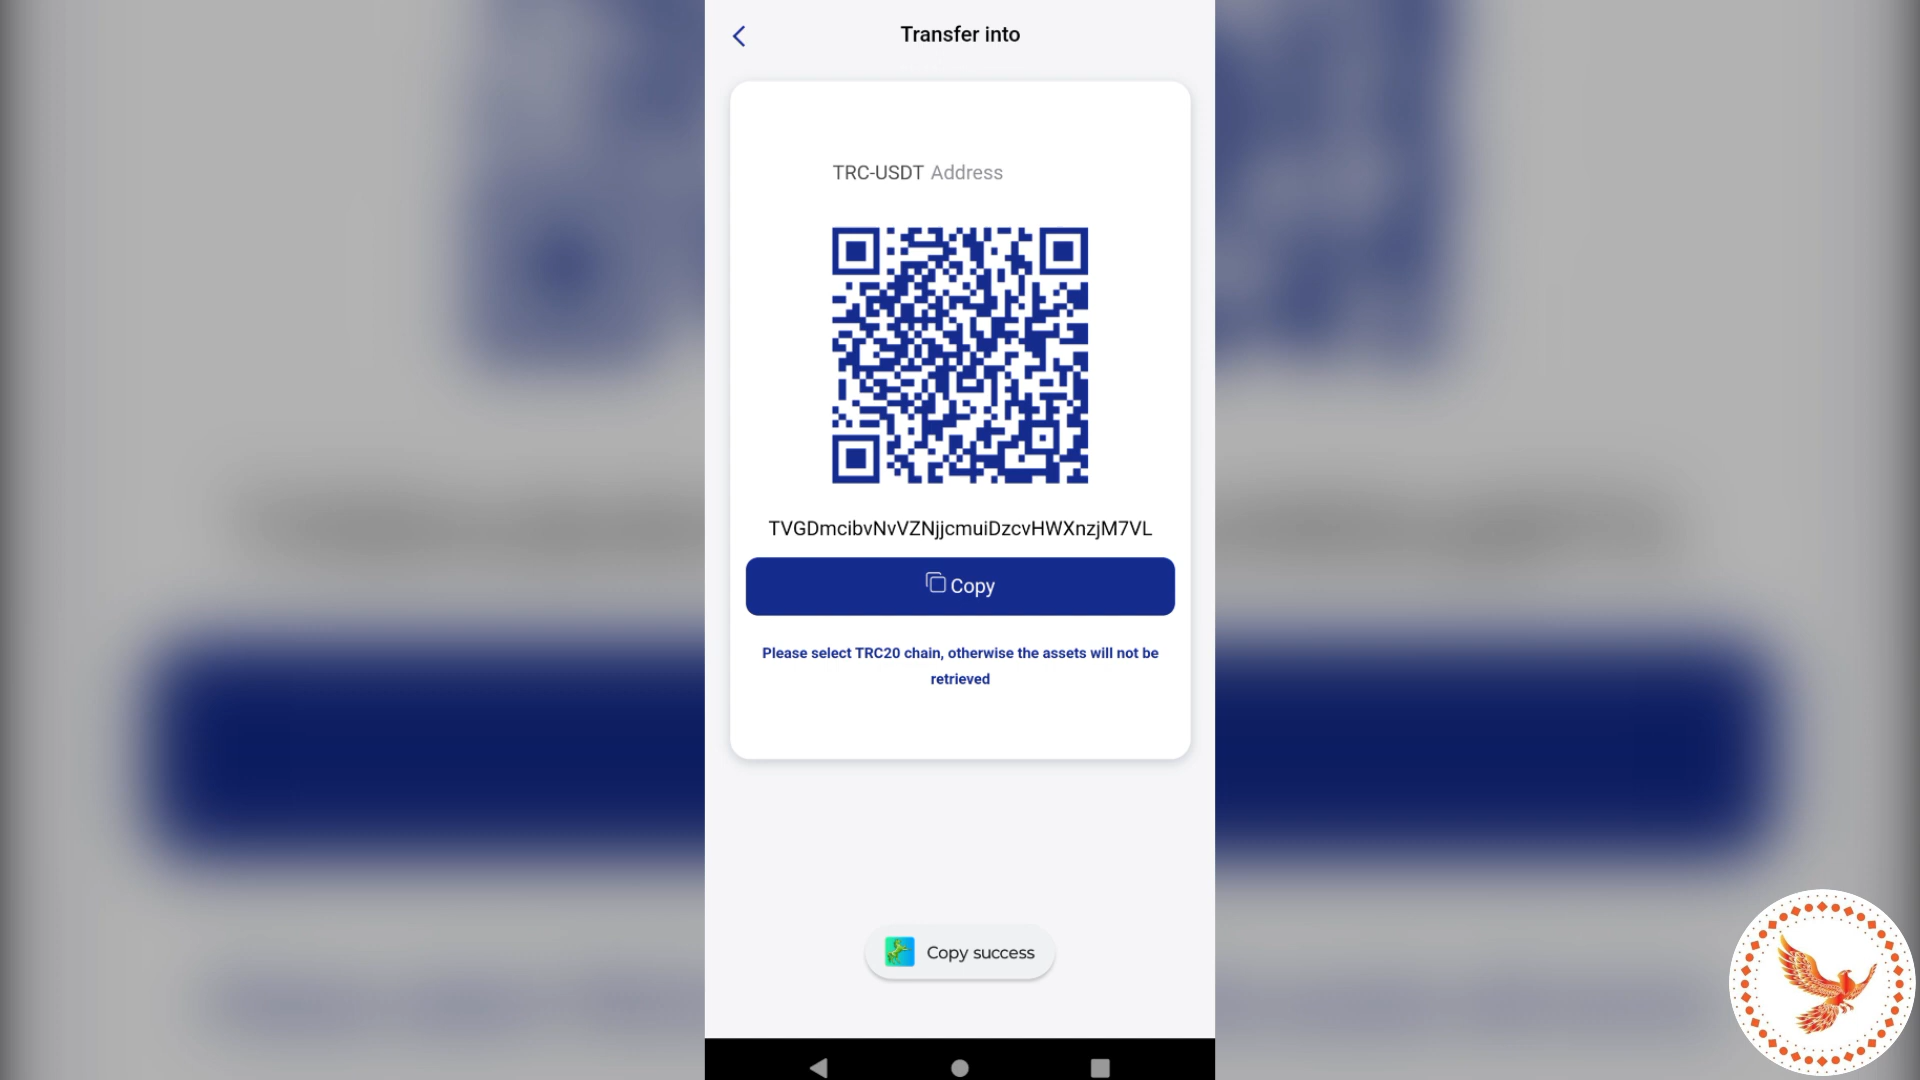 Transfer into
TRC-USDT Address
TVGDmcibvNvVZNjjcmuiDzcvHWXnzjM7VL
Copy
Please select TRC20 chain, otherwise the assets will not be
retrieved
Copy success